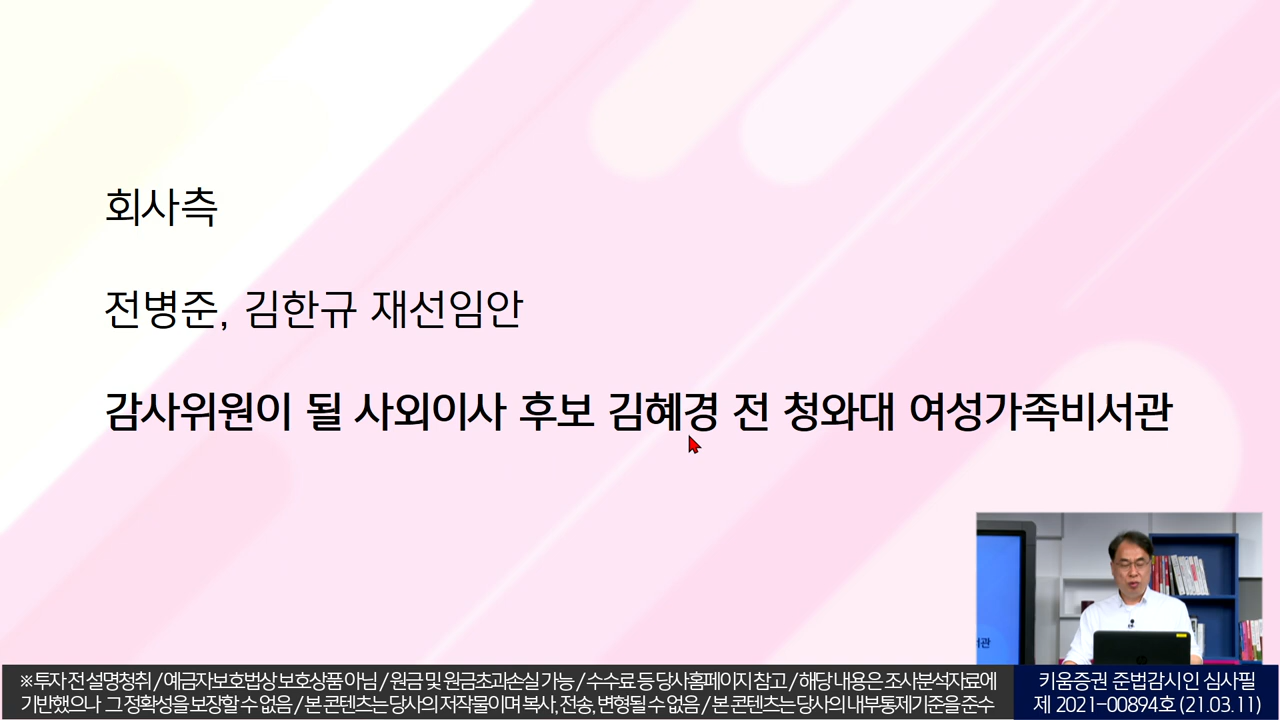 회사측
전병준, 김한규 재선임안
감사위원이 될 사외이사 후보 김혜경 전 청와대 여성가족비서관
ㅓ관
※ 투자 전 설명청취 / 예금자보호법상 보호상품 아님 / 원금 및 원금초과손실 가능 / 수수료 등 당사홈페이지 참고 / 해당 내용은 조사분석자료에
기반했으나 그 정확성을 보장할 수 없음 / 본 콘텐츠는 당사의 저작물이며 복사, 전송, 변형될 수 없음 / 본 콘텐츠는 당사의 내부통제기준을 준수
키움증권 준법감시인 심사필
제 2021-00894호 (21.03.11)